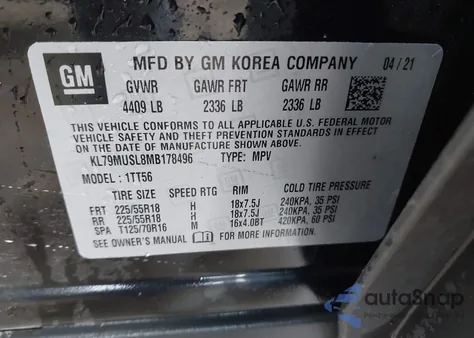 GM
MFD BY GM KOREA COMPANY 04 / 21
GVWR GAWR FRT GAWR RR
4409 LB 2336 LB 2336 LB
THIS VEHICLE CONFORMS TO ALL APPLICABLE U.S. FEDERAL MOTOR
VEHICLE SAFETY AND THEFT PREVENTION STANDARDS IN EFFECT ON THE
DATE OF MANUFACTURE SHOWN ABOVE.
KL79MUSL8MB178496 TYPE: MPV
MODEL: 1TT56
SPEED RTG RIM COLD TIRE PRESSURE
TIRE SIZE
FRT 225/55R18 H 18x7.5J 240KPA, 35 PSI
RR 225/55R18 H 18x7.5J 240KPA, 35 PSI
SPA T125/70R16 M 16x4.0BT 420KPA, 60 PSI
SEE OWNER'S MANUAL FOR MORE INFORMATION.
autoSnap